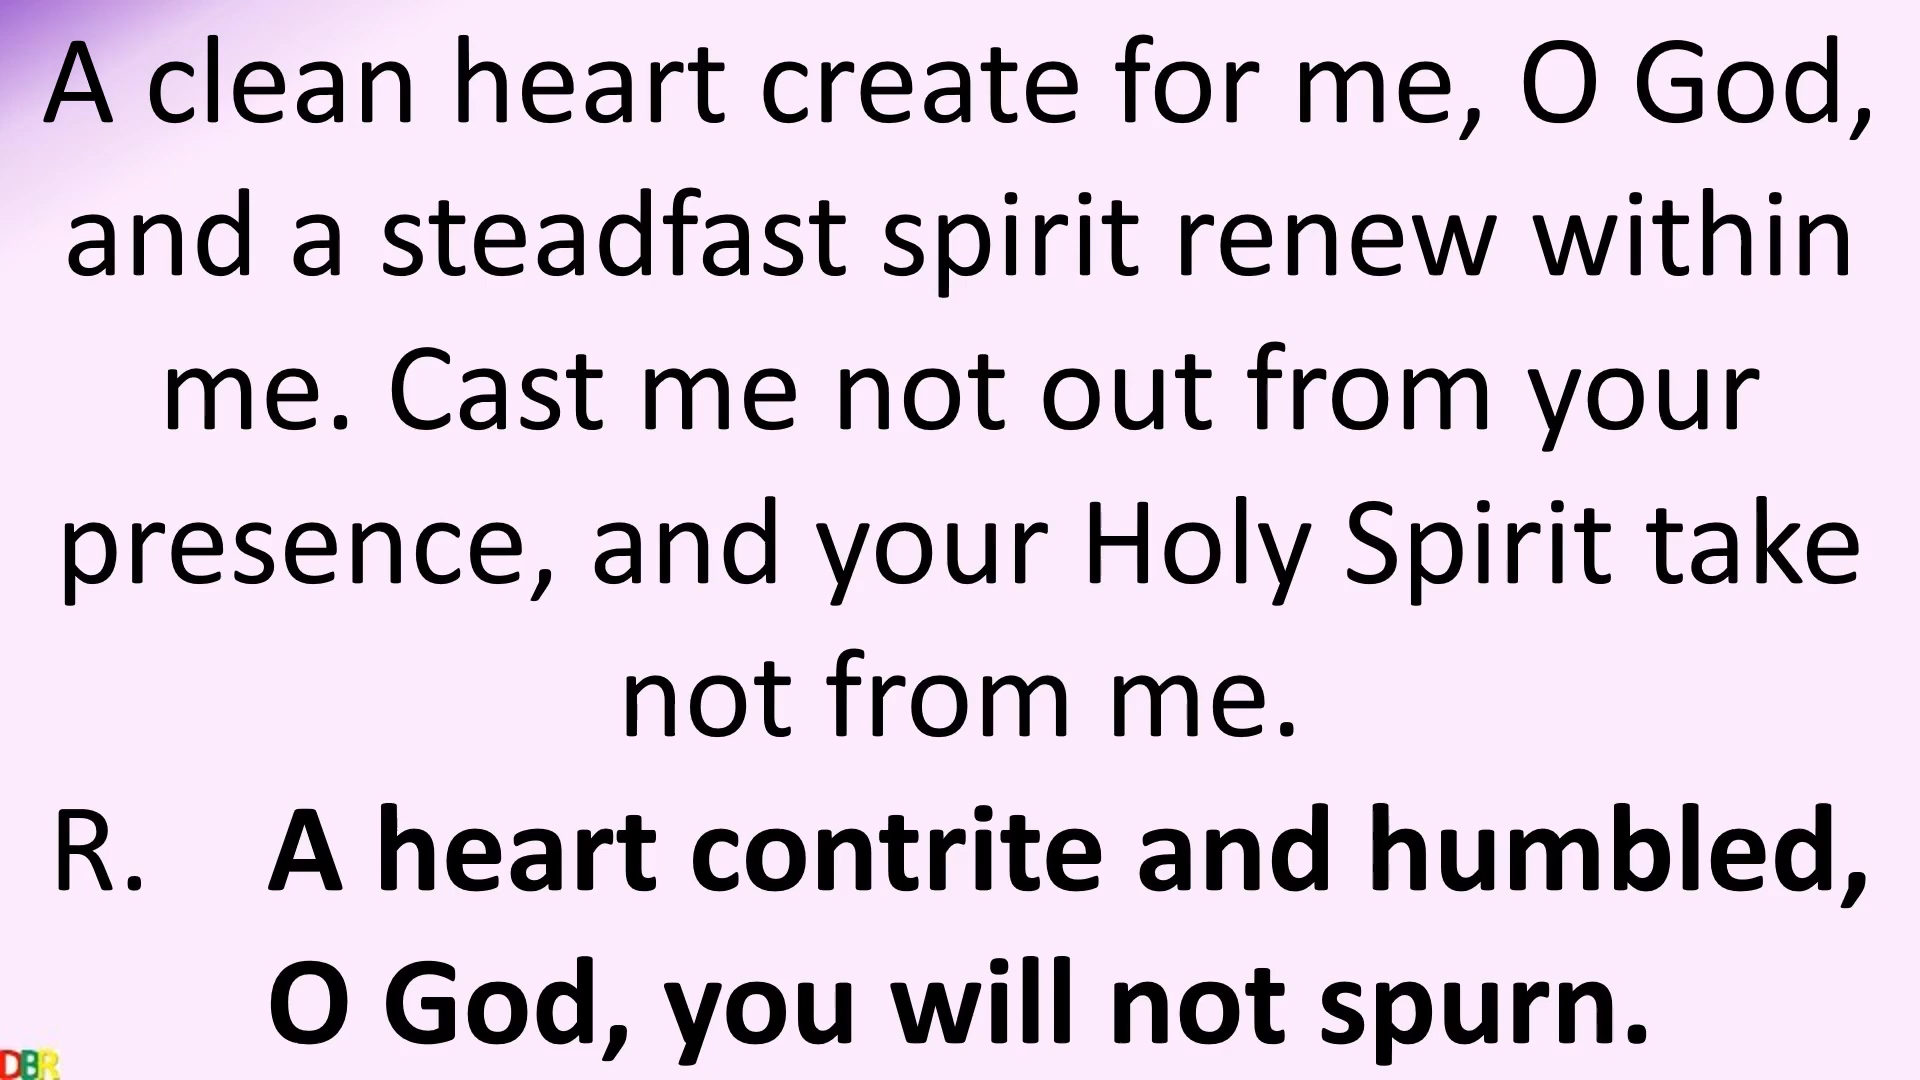 A clean heart create for me, O God,
and a steadfast spirit renew within
me. Cast me not out from your
presence, and your Holy Spirit take
not from me.
R. A heart contrite and humbled,
O God, you will not spurn.
DBR